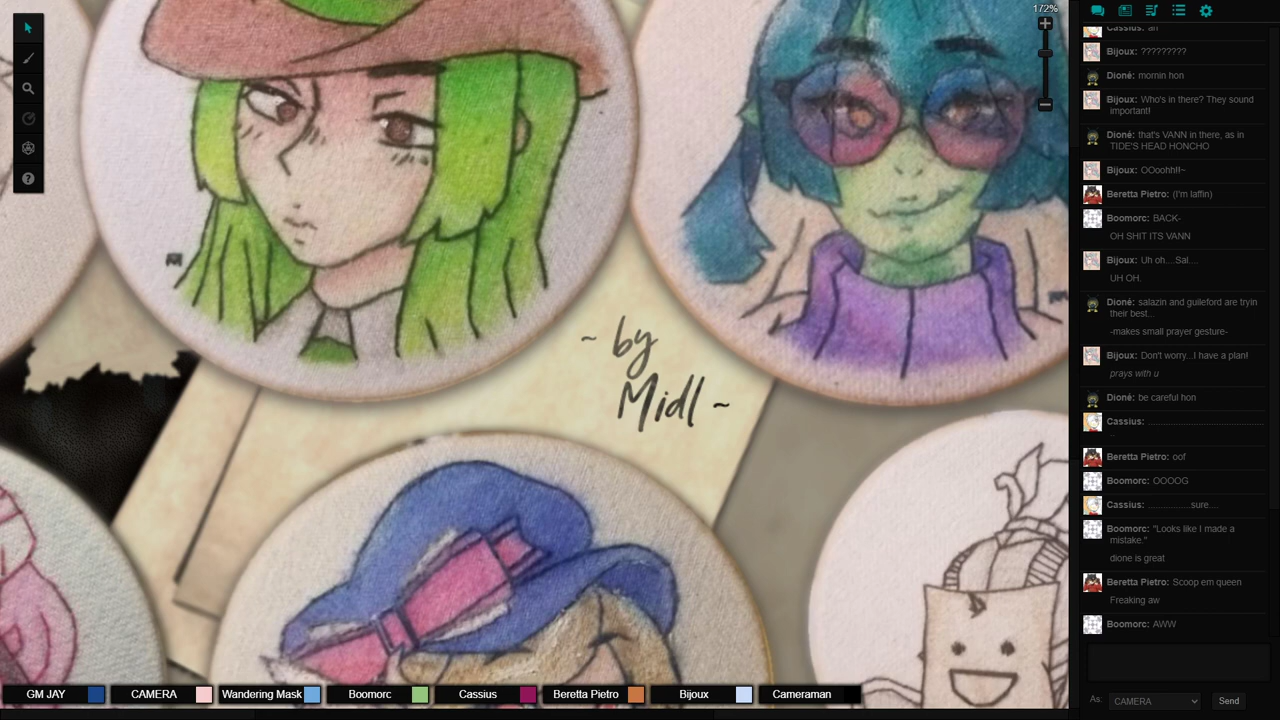 172%
~ by
Midl ~
GM JAY
CAMERA
Wandering Mask
Boomorc
Cassius
Beretta Pietro
Bijoux
Cameraman
Cassius: ah
Bijoux: ?????????
Dioné: mornin hon
Bijoux: Who's in there? They sound
important!
Dioné: that's VANN in there, as in
TIDE'S HEAD HONCHO
Bijoux: OOoohh!!~
Beretta Pietro: (I'm laffin)
Boomorc: BACK-
OH SHIT ITS VANN
Bijoux: Uh oh....Sal....
UH OH.
Dioné: salazin and guileford are tryin
their best...
-makes small prayer gesture-
Bijoux: Don't worry...I have a plan!
prays with u
Dioné: be careful hon
Cassius: ............................................
..
Beretta Pietro: oof
Boomorc: OOOOG
Cassius: ................sure....
Boomorc: "Looks like I made a
mistake."
dione is great
Beretta Pietro: Scoop em queen
Freaking aw
Boomorc: AWW
As:
CAMERA
Send